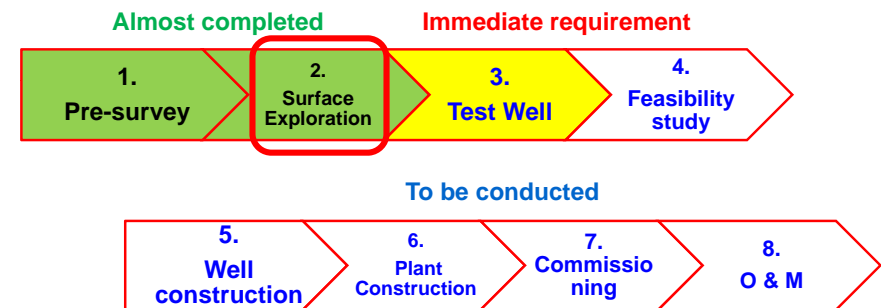 Almost completed
Immediate requirement
1.
Pre-survey
2.
Surface
Exploration
3.
Test Well
4.
Feasibility
study
To be conducted
5.
Well
construction
6.
Plant
Construction
7.
Commissio
ning
8.
O & M